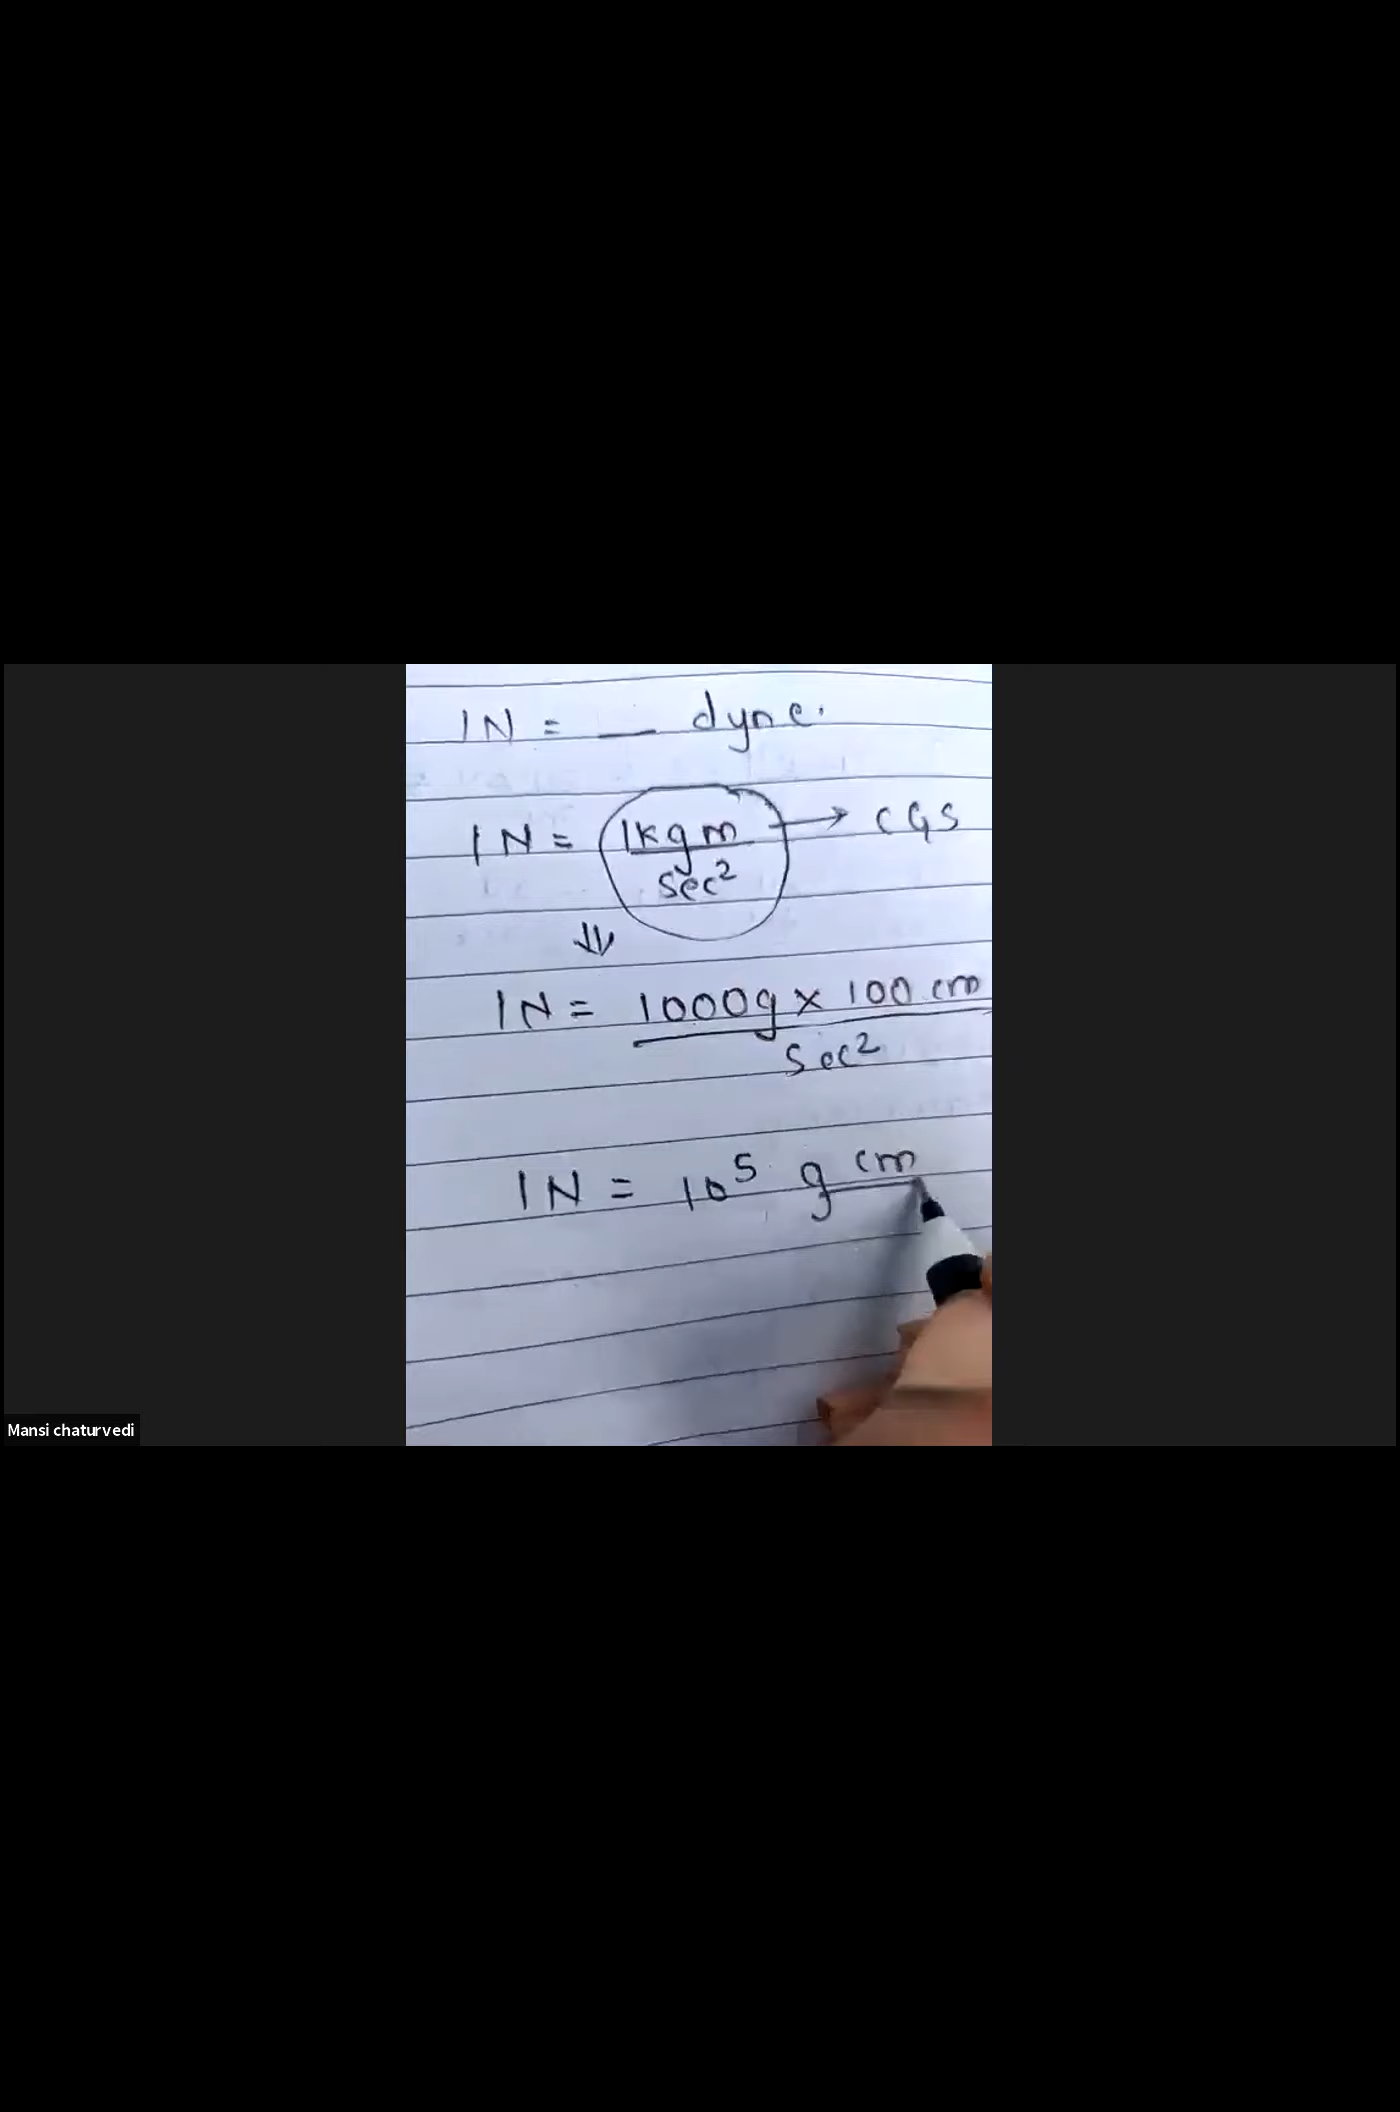 1N = __ dyne.
1N = 1kg m / sec² → CGS
⇓
1N = 1000g × 100 cm / sec²
1N = 10⁵ g cm
Mansi chaturvedi